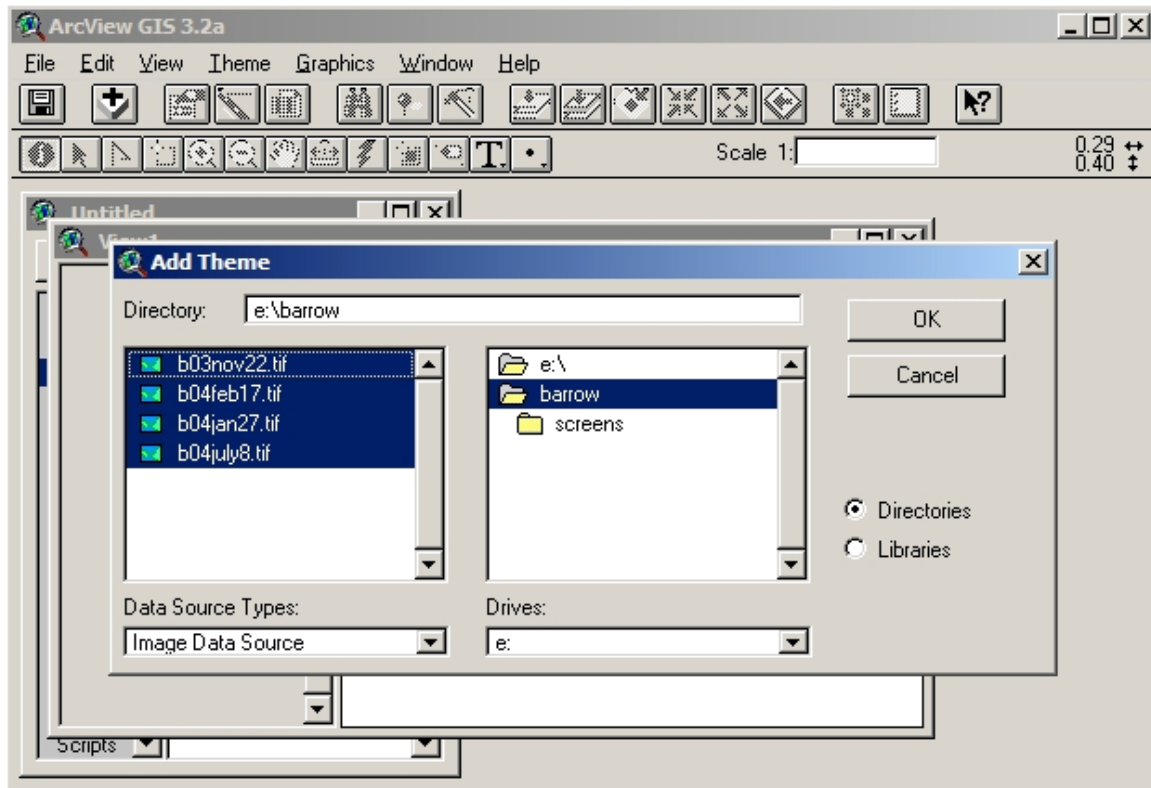 ArcView GIS 3.2a
File Edit View Theme Graphics Window Help
T
Scale 1:
0.29
0.40
Untitled
View1
Add Theme
Directory: e:\barrow
OK
Cancel
b03nov22.tif
b04feb17.tif
b04jan27.tif
b04july8.tif
e:\
barrow
screens
Directories
Libraries
Data Source Types:
Image Data Source
Drives:
e:
Scripts